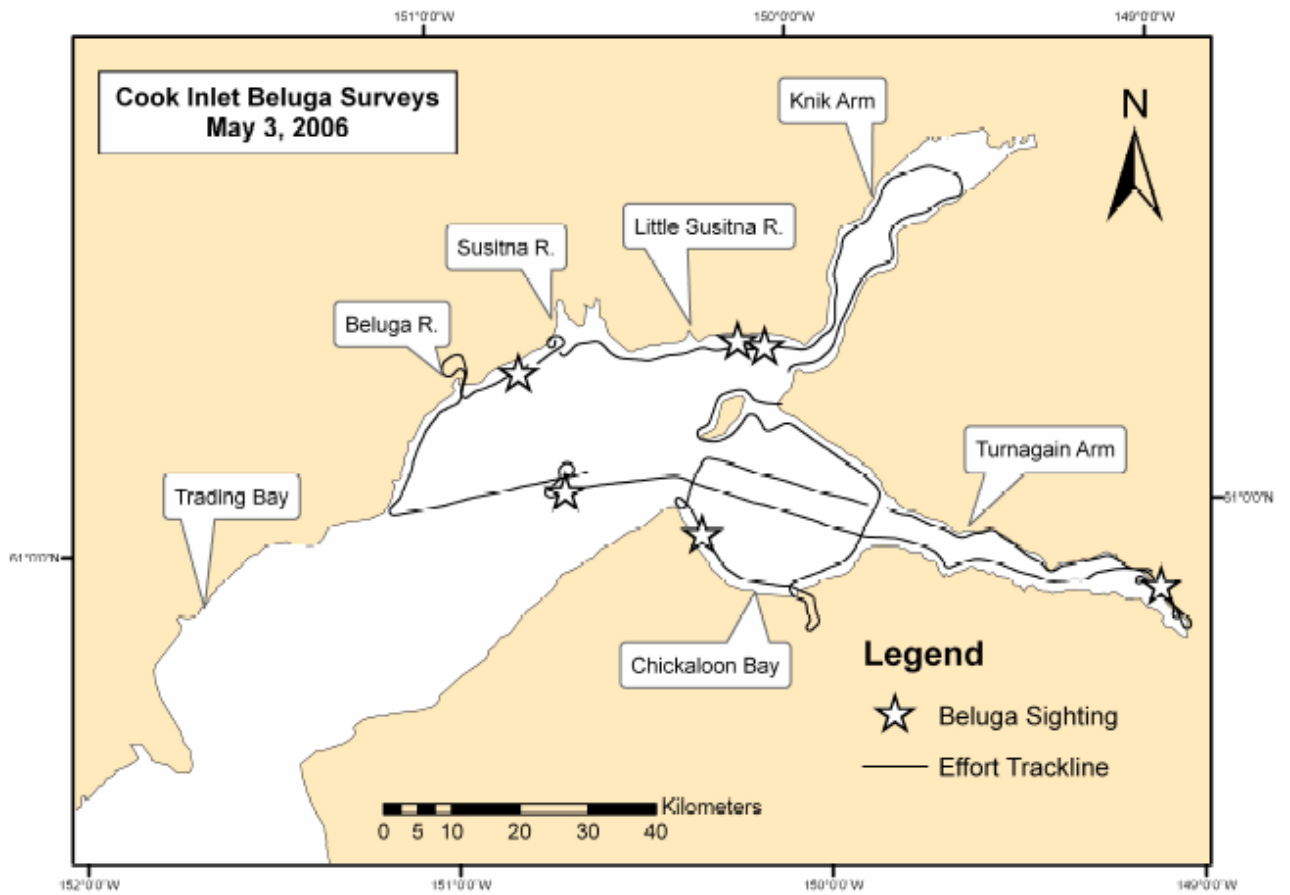 151°0'0"W 150°0'0"W 149°0'0"W
Cook Inlet Beluga Surveys
May 3, 2006
Knik Arm
N
Little Susitna R.
Susitna R.
Beluga R.
Turnagain Arm
Trading Bay
61°0'0"N
61°0'0"N
Chickaloon Bay
Legend
Beluga Sighting
Effort Trackline
Kilometers
0 5 10 20 30 40
152°0'0"W 151°0'0"W 150°0'0"W 149°0'0"W